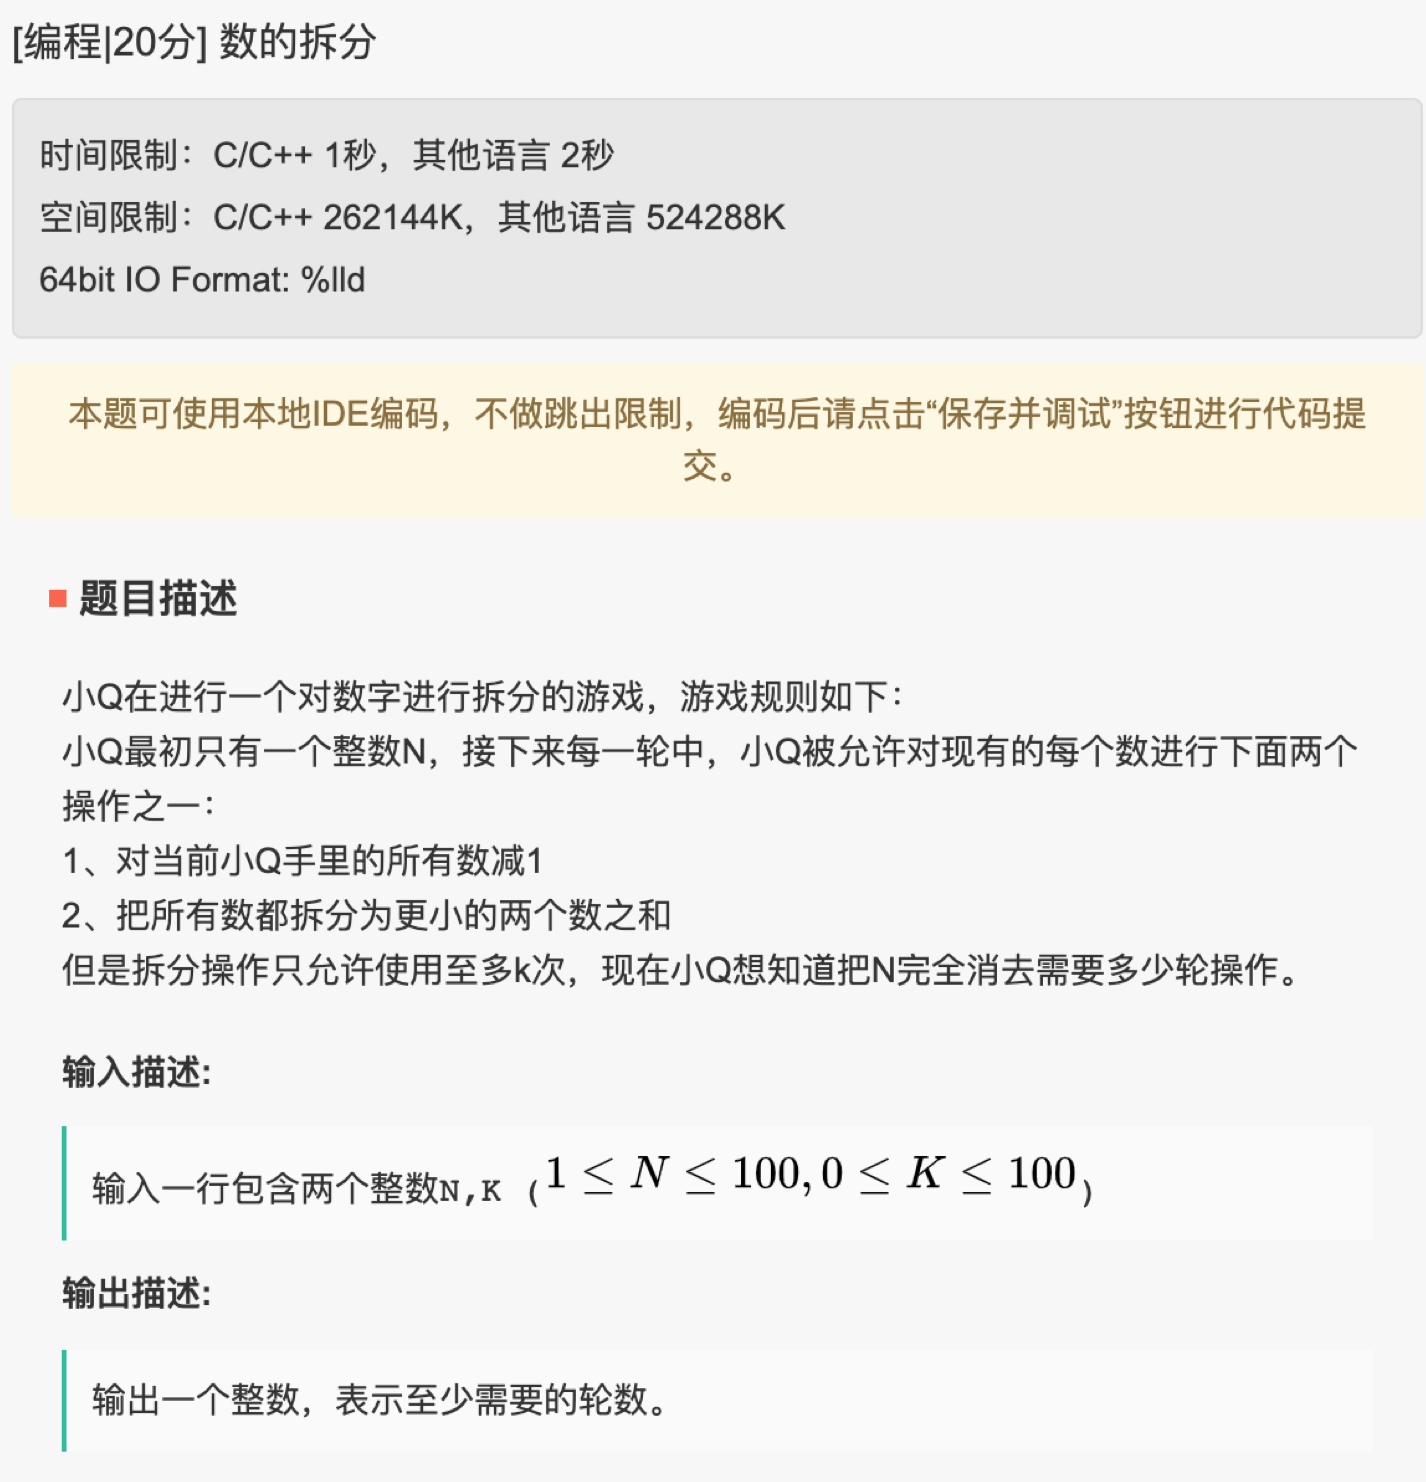 [编程|20分] 数的拆分
时间限制：C/C++ 1秒，其他语言 2秒
空间限制：C/C++ 262144K，其他语言 524288K
64bit IO Format: %lld
本题可使用本地IDE编码，不做跳出限制，编码后请点击“保存并调试”按钮进行代码提
交。
题目描述
小Q在进行一个对数字进行拆分的游戏，游戏规则如下：
小Q最初只有一个整数N，接下来每一轮中，小Q被允许对现有的每个数进行下面两个
操作之一：
1、对当前小Q手里的所有数减1
2、把所有数都拆分为更小的两个数之和
但是拆分操作只允许使用至多k次，现在小Q想知道把N完全消去需要多少轮操作。
输入描述:
输入一行包含两个整数N,K（1 ≤ N ≤ 100, 0 ≤ K ≤ 100）
输出描述:
输出一个整数，表示至少需要的轮数。